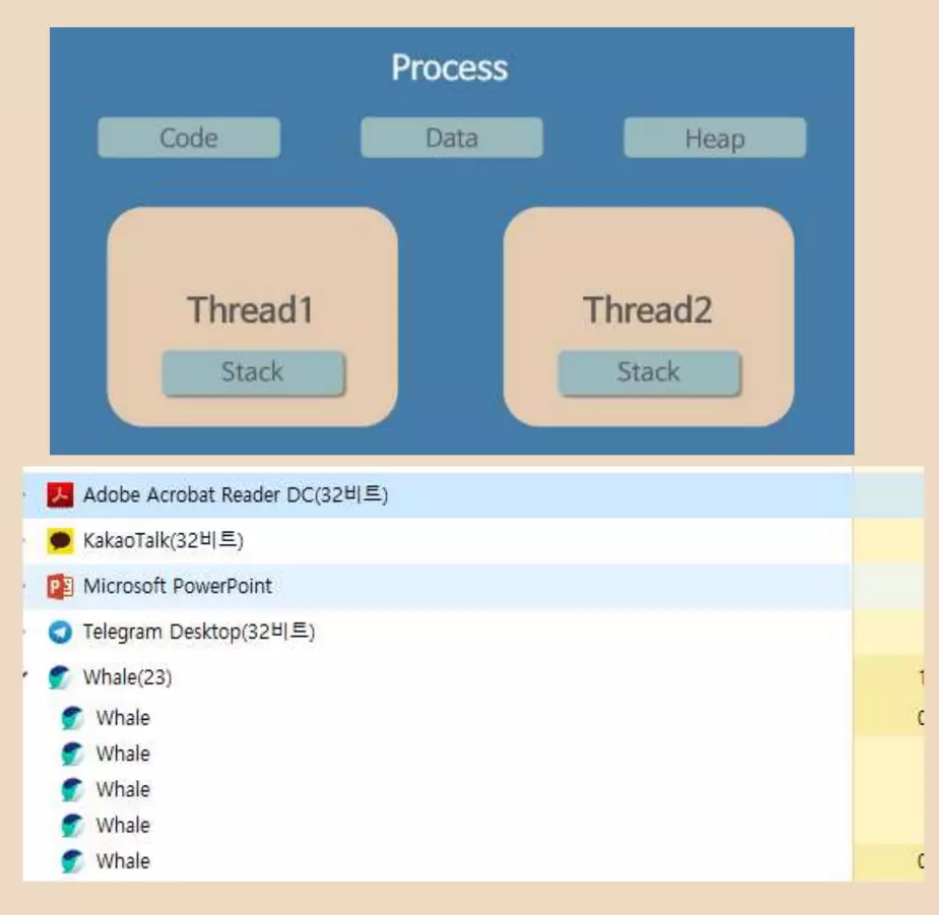 Process
Code Data Heap
Thread1 Thread2
Stack Stack
Adobe Acrobat Reader DC(32비트)
KakaoTalk(32비트)
Microsoft PowerPoint
Telegram Desktop(32비트)
Whale(23)
Whale
Whale
Whale
Whale
Whale